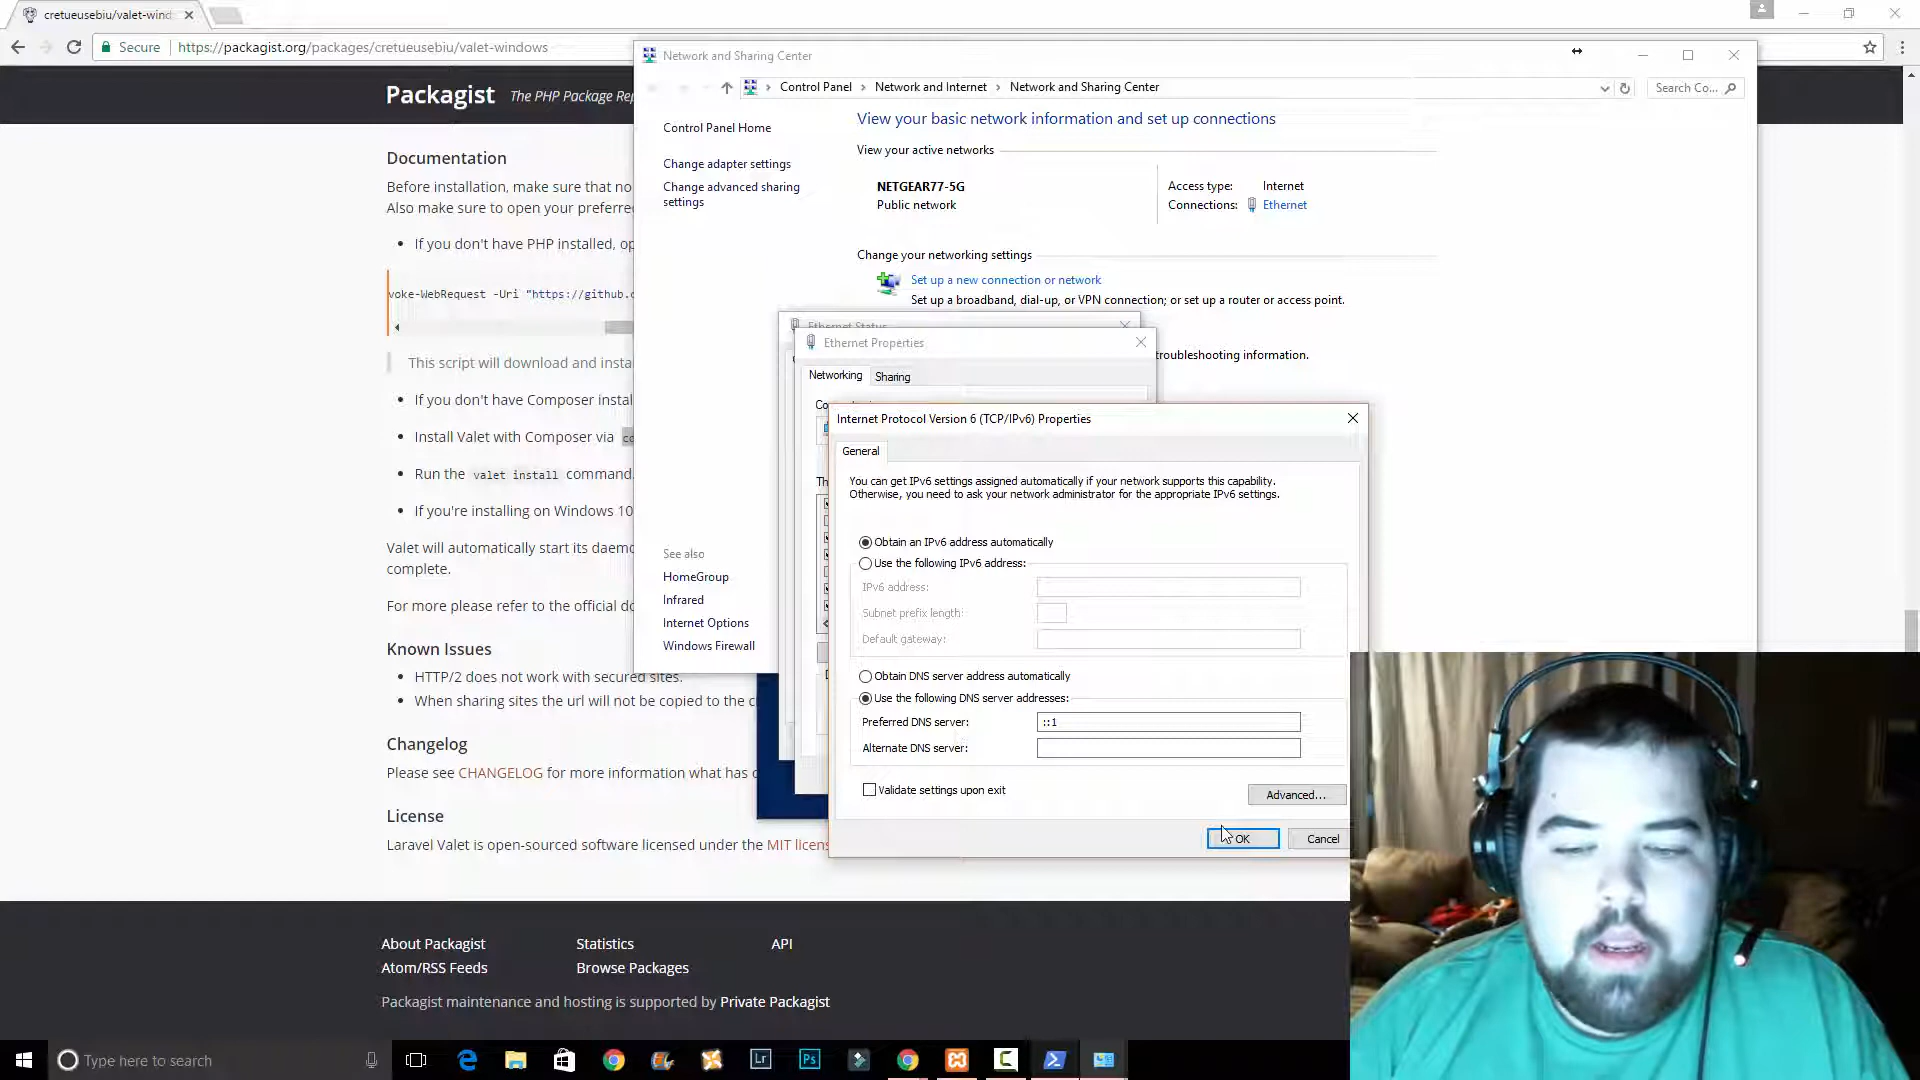 cretueusebiu/valet-wind
Secure
https://packagist.org/packages/cretueusebiu/valet-windows
Packagist The PHP Package Rep
Documentation
Before installation, make sure that no
Also make sure to open your preferred
If you don't have PHP installed, op
voke-WebRequest -Uri "https://github.c
This script will download and insta
If you don't have Composer instal
Install Valet with Composer via co
Run the valet install command.
If you're installing on Windows 10
Valet will automatically start its daemo
complete.
For more please refer to the official do
Known Issues
HTTP/2 does not work with secured sites.
When sharing sites the url will not be copied to the c
Changelog
Please see CHANGELOG for more information what has c
License
Laravel Valet is open-sourced software licensed under the MIT licens
About Packagist
Statistics
API
Atom/RSS Feeds
Browse Packages
Packagist maintenance and hosting is supported by Private Packagist
Network and Sharing Center
Control Panel > Network and Internet > Network and Sharing Center
Search Co...
Control Panel Home
Change adapter settings
Change advanced sharing
settings
See also
HomeGroup
Infrared
Internet Options
Windows Firewall
View your basic network information and set up connections
View your active networks
NETGEAR77-5G
Public network
Access type: Internet
Connections: Ethernet
Change your networking settings
Set up a new connection or network
Set up a broadband, dial-up, or VPN connection; or set up a router or access point.
troubleshooting information.
Ethernet Status
Ethernet Properties
Networking
Sharing
Co
Th
Internet Protocol Version 6 (TCP/IPv6) Properties
General
You can get IPv6 settings assigned automatically if your network supports this capability.
Otherwise, you need to ask your network administrator for the appropriate IPv6 settings.
Obtain an IPv6 address automatically
Use the following IPv6 address:
IPv6 address:
Subnet prefix length:
Default gateway:
Obtain DNS server address automatically
Use the following DNS server addresses:
Preferred DNS server: ::1
Alternate DNS server:
Validate settings upon exit
Advanced...
OK
Cancel
Type here to search
Lr
Ps